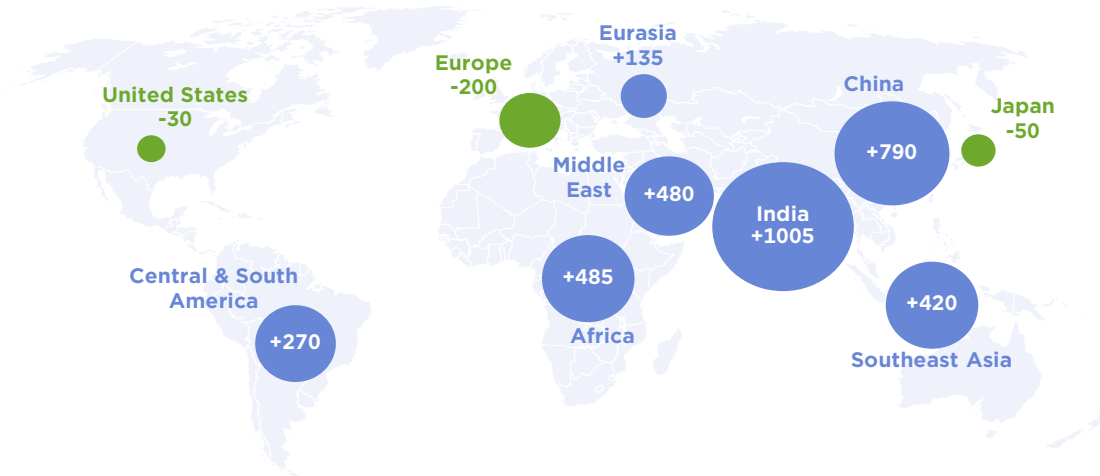 Eurasia
+135
Europe
-200
China
United States
-30
Japan
-50
+790
Middle
East
+480
India
+1005
Central & South
America
+485
+420
+270
Africa
Southeast Asia